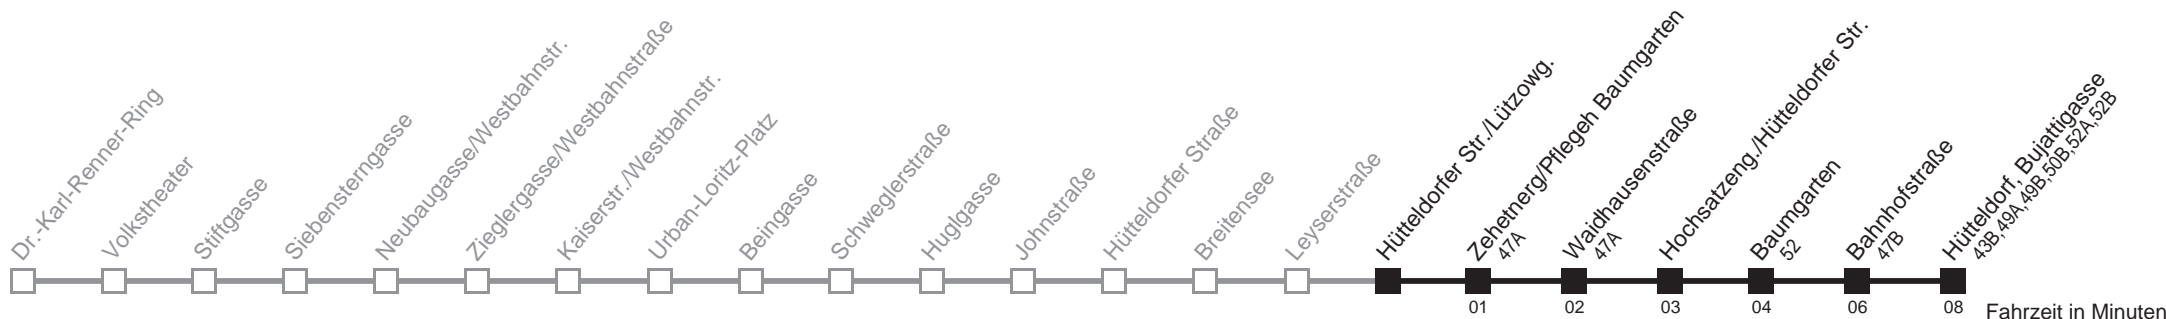 Dr.-Karl-Renner-Ring
Volkstheater
Stiftgasse
Siebensterngasse
Neubaugasse/Westbahnstr.
Zieglergasse/Westbahnstraße
Kaiserstr./Westbahnstr.
Urban-Loritz-Platz
Beingasse
Schweglerstraße
Huglgasse
Johnstraße
Hütteldorfer Straße
Breitensee
Leyserstraße
Hütteldorfer Str./Lützowg.
Zehetnerg/Pflegeh Baumgarten
47A
Waidhausenstraße
47A
Hochsatzeng./Hütteldorfer Str.
Baumgarten
52
Bahnhofstraße
47B
Hütteldorf, Bujattigasse
43B,49A,49B,50B,52A,52B
01
02
03
04
06
08
Fahrzeit in Minuten